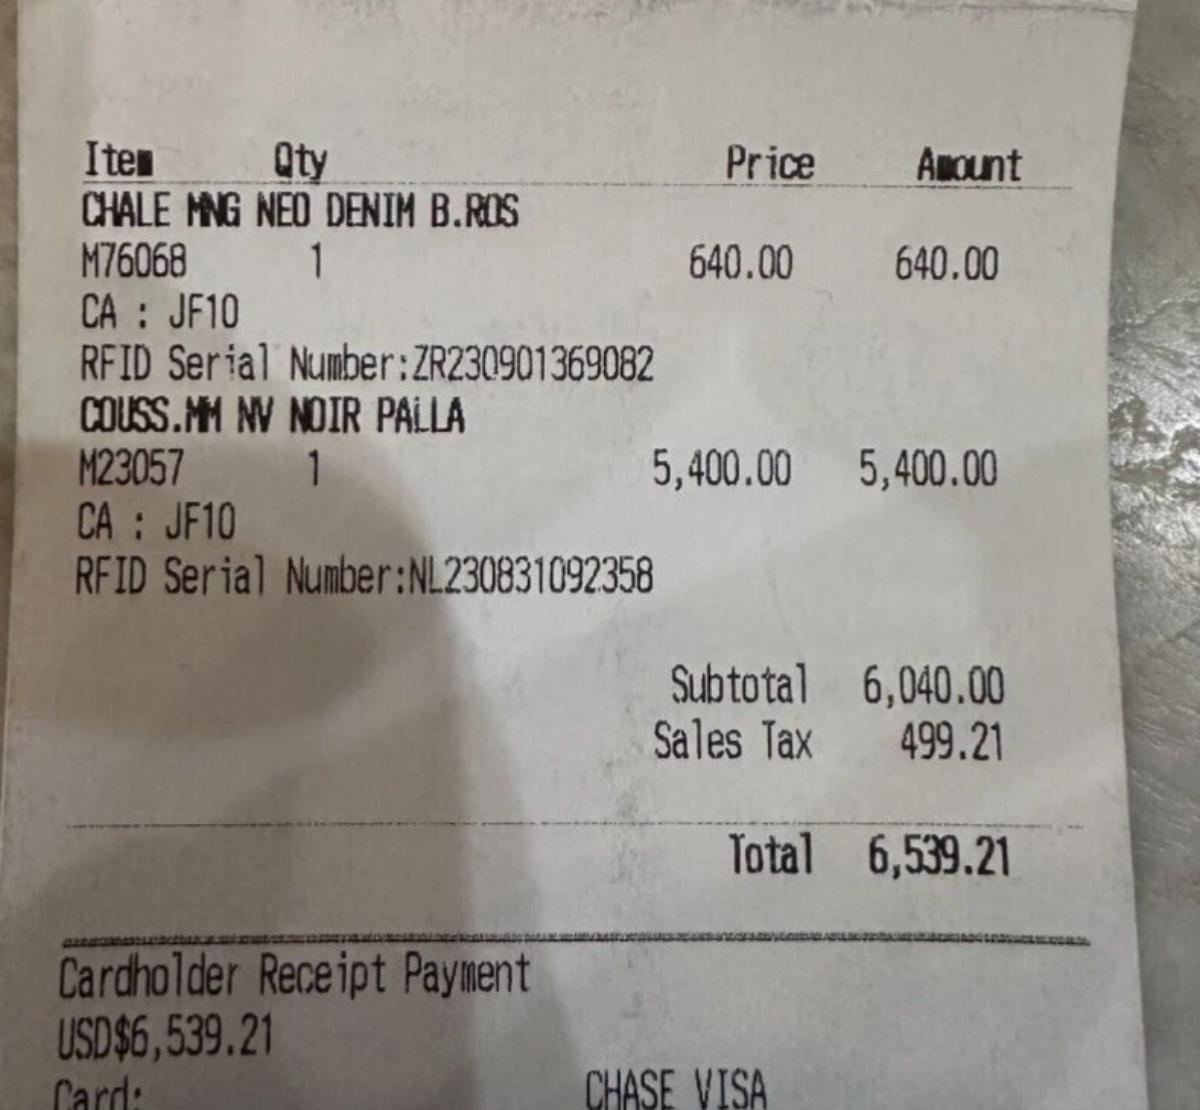 Item Qty Price Amount
CHALE MNG NEO DENIM B.ROS
M76068 1 640.00 640.00
CA : JF10
RFID Serial Number:ZR230901369082
COUSS.MM NV NOIR PALLA
M23057 1 5,400.00 5,400.00
CA : JF10
RFID Serial Number:NL230831092358
Subtotal 6,040.00
Sales Tax 499.21
Total 6,539.21
Cardholder Receipt Payment
USD$6,539.21
Card: CHASE VISA